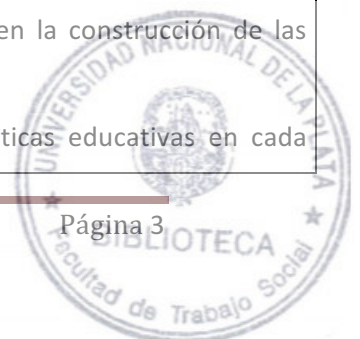 en la construcción de las
ticas educativas en cada
Página 3
UNIVERSIDAD NACIONAL DE LA PLATA
BIBLIOTECA
Facultad de Trabajo Social